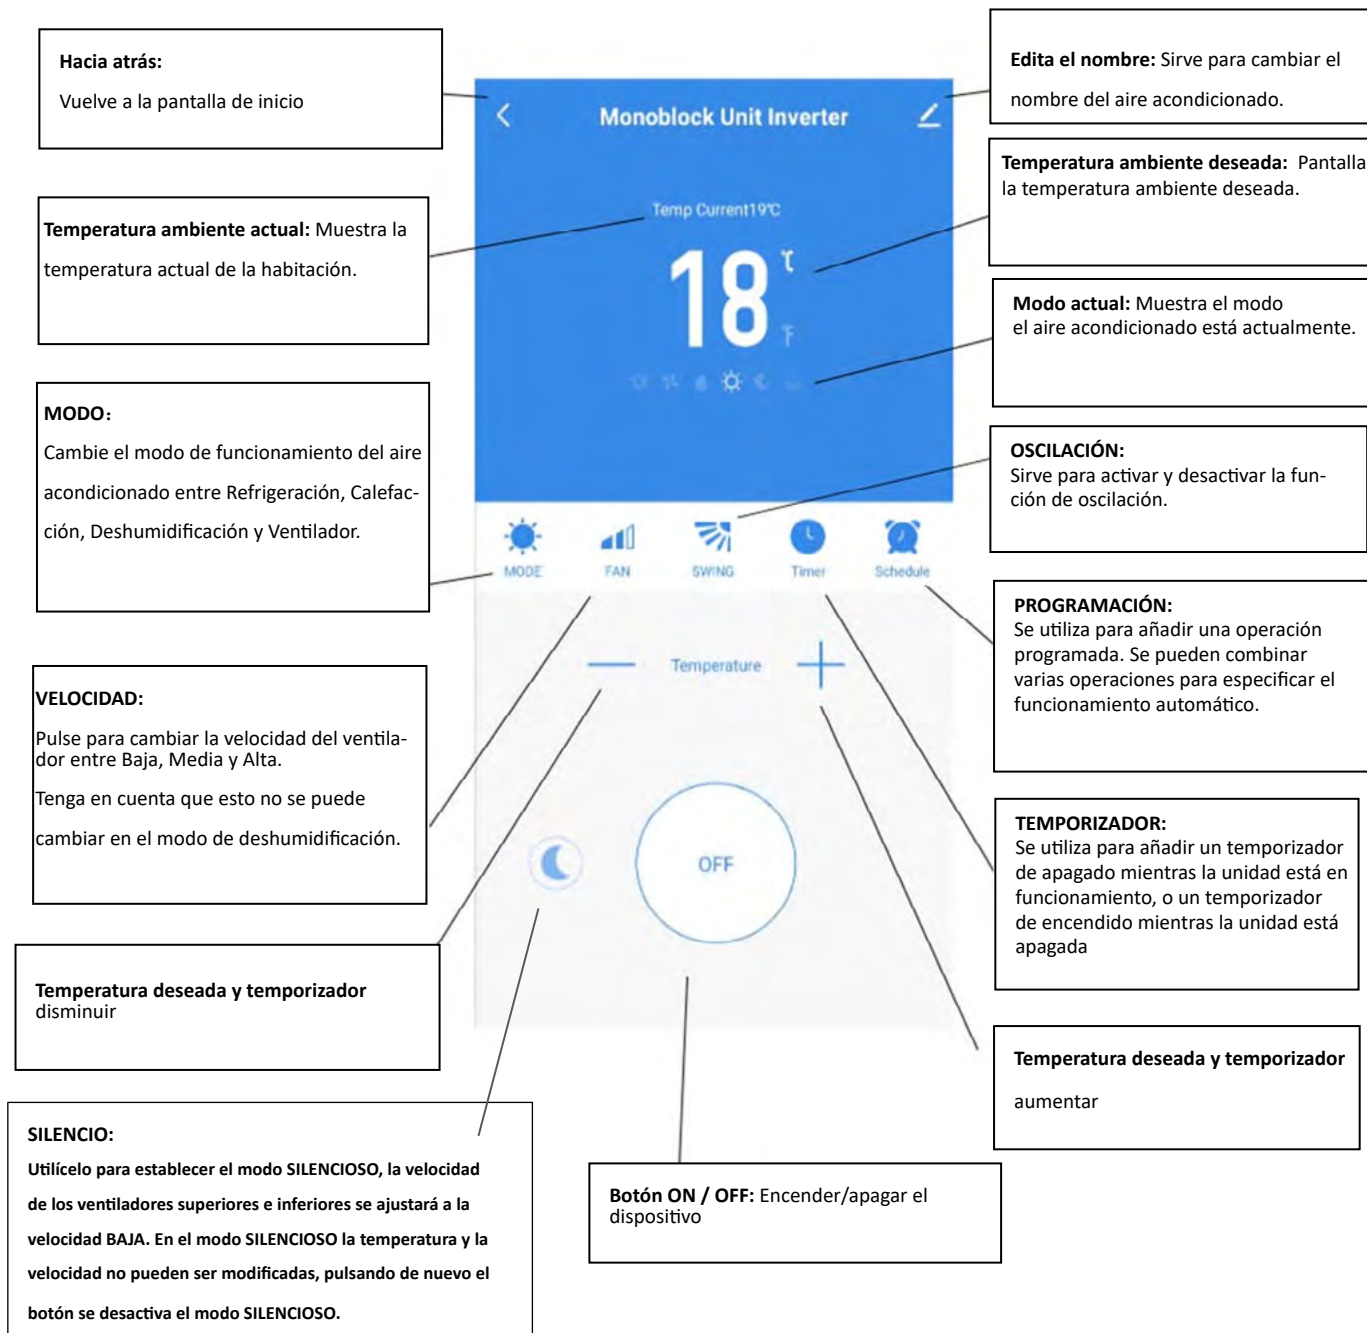 Hacia atrás:
Vuelve a la pantalla de inicio
Edita el nombre: Sirve para cambiar el
nombre del aire acondicionado.
Monoblock Unit Inverter
Temperatura ambiente deseada: Pantalla
la temperatura ambiente deseada.
Temperatura ambiente actual: Muestra la
temperatura actual de la habitación.
Temp Current19℃
18
℃
℉
Modo actual: Muestra el modo
el aire acondicionado está actualmente.
MODO:
Cambie el modo de funcionamiento del aire
acondicionado entre Refrigeración, Calefac-
ción, Deshumidificación y Ventilador.
OSCILACIÓN:
Sirve para activar y desactivar la fun-
ción de oscilación.
MODE
FAN
SWING
Timer
Schedule
PROGRAMACIÓN:
Se utiliza para añadir una operación
programada. Se pueden combinar
varias operaciones para especificar el
funcionamiento automático.
Temperature
VELOCIDAD:
Pulse para cambiar la velocidad del ventila-
dor entre Baja, Media y Alta.
Tenga en cuenta que esto no se puede
cambiar en el modo de deshumidificación.
TEMPORIZADOR:
Se utiliza para añadir un temporizador
de apagado mientras la unidad está en
funcionamiento, o un temporizador
de encendido mientras la unidad está
apagada
OFF
Temperatura deseada y temporizador
disminuir
Temperatura deseada y temporizador
aumentar
SILENCIO:
Utilícelo para establecer el modo SILENCIOSO, la velocidad
de los ventiladores superiores e inferiores se ajustará a la
velocidad BAJA. En el modo SILENCIOSO la temperatura y la
velocidad no pueden ser modificadas, pulsando de nuevo el
botón se desactiva el modo SILENCIOSO.
Botón ON / OFF: Encender/apagar el
dispositivo